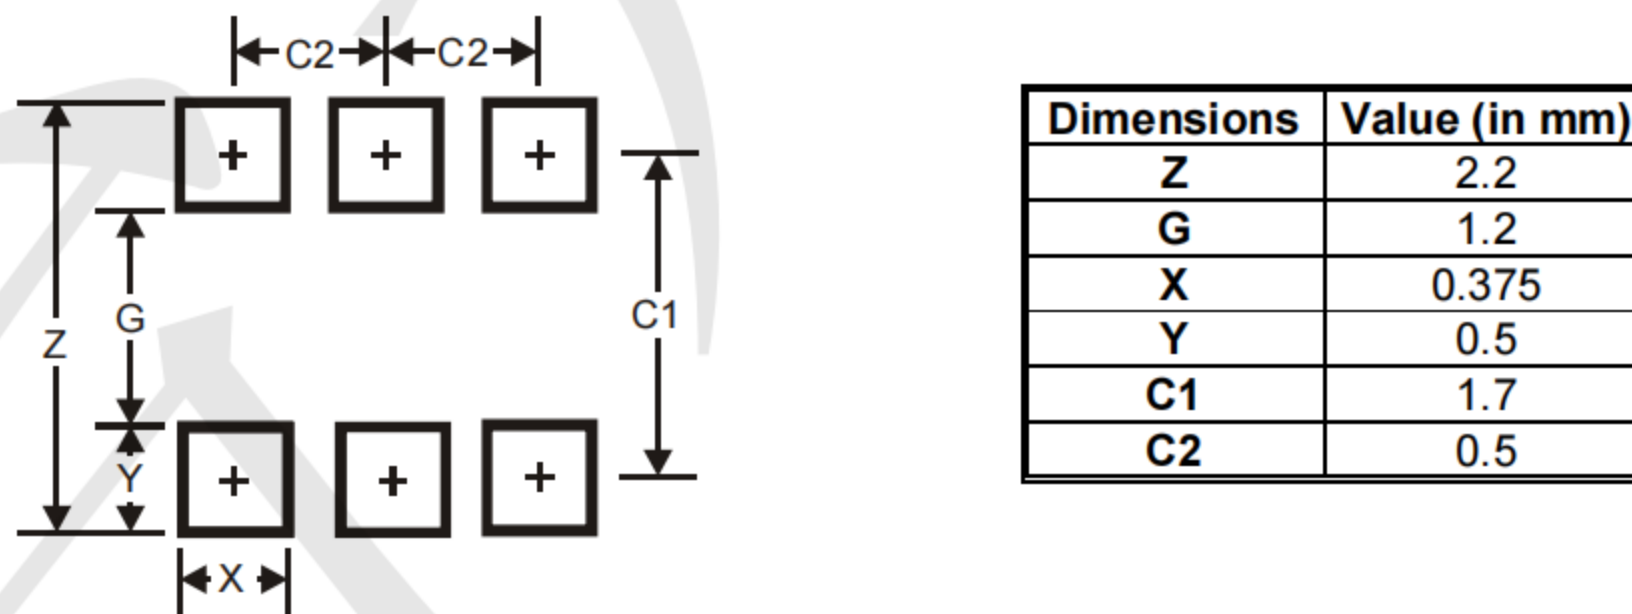 C2 C2
G
Z
C1
Y
X
Dimensions Value (in mm)
Z 2.2
G 1.2
X 0.375
Y 0.5
C1 1.7
C2 0.5